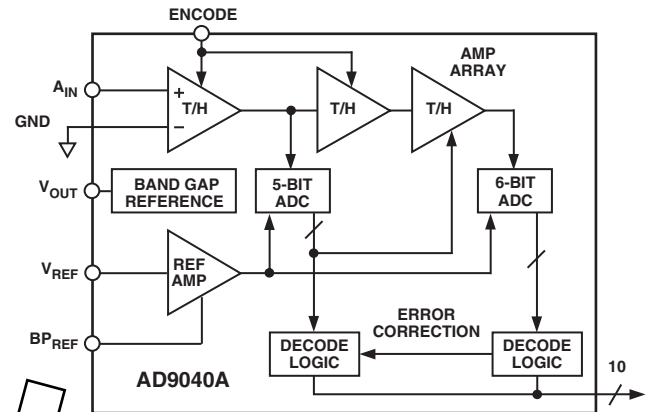 ENCODE
AMP
ARRAY
AIN
+
T/H
T/H
T/H
GND
–
VOUT
BAND GAP
REFERENCE
5-BIT
ADC
6-BIT
ADC
VREF
REF
AMP
BPREF
ERROR
CORRECTION
DECODE
LOGIC
DECODE
LOGIC
AD9040A
10